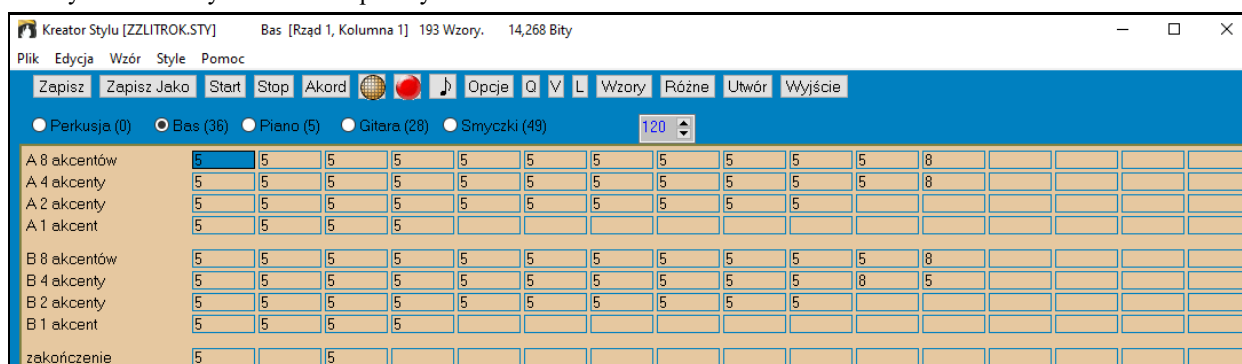 Kreator Stylu [ZZLITROK.STY] Bas [Rząd 1, Kolumna 1] 193 Wzory. 14,268 Bity
Plik Edycja Wzór Style Pomoc
Zapisz Zapisz Jako Start Stop Akord Opcje Q V L Wzory Różne Utwór Wyjście
Perkusja (0) Bas (36) Piano (5) Gitara (28) Smyczki (49) 120
A 8 akcentów 5 5 5 5 5 5 5 5 5 5 5 8
A 4 akcenty 5 5 5 5 5 5 5 5 5 5 5 8
A 2 akcenty 5 5 5 5 5 5 5 5 5 5
A 1 akcent 5 5 5 5
B 8 akcentów 5 5 5 5 5 5 5 5 5 5 5 8
B 4 akcenty 5 5 5 5 5 5 5 5 5 5 8 5
B 2 akcenty 5 5 5 5 5 5 5 5 5 5
B 1 akcent 5 5 5 5
zakończenie 5 5